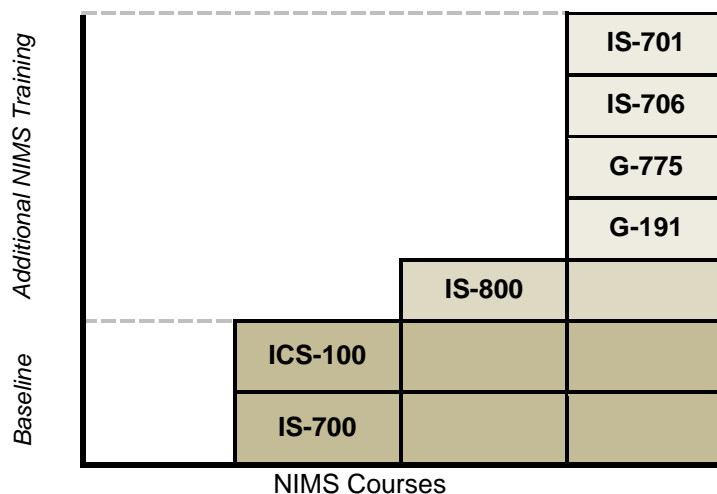 Additional NIMS Training
IS-701
IS-706
G-775
G-191
IS-800
Baseline
ICS-100
IS-700
NIMS Courses